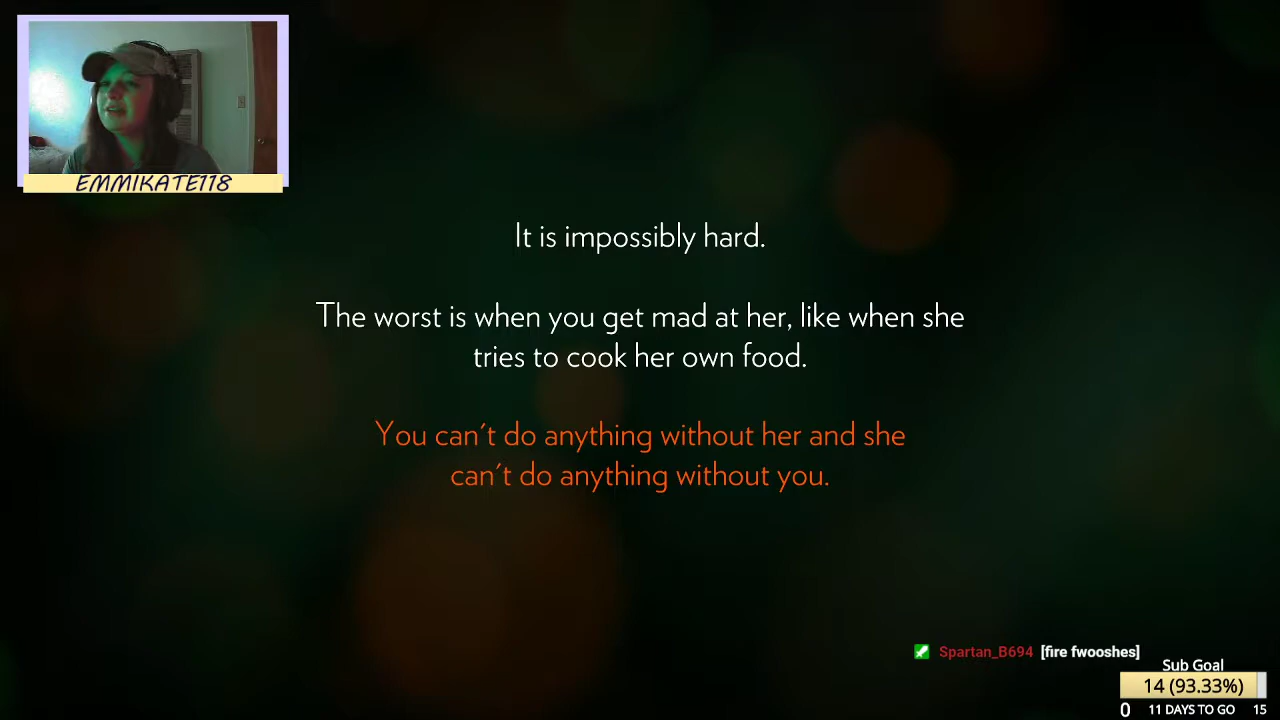 EMMIKATE118
It is impossibly hard.
The worst is when you get mad at her, like when she
tries to cook her own food.
You can't do anything without her and she
can't do anything without you.
Spartan_B694 [fire fwooshes]
Sub Goal
14 (93.33%)
0 11 DAYS TO GO 15